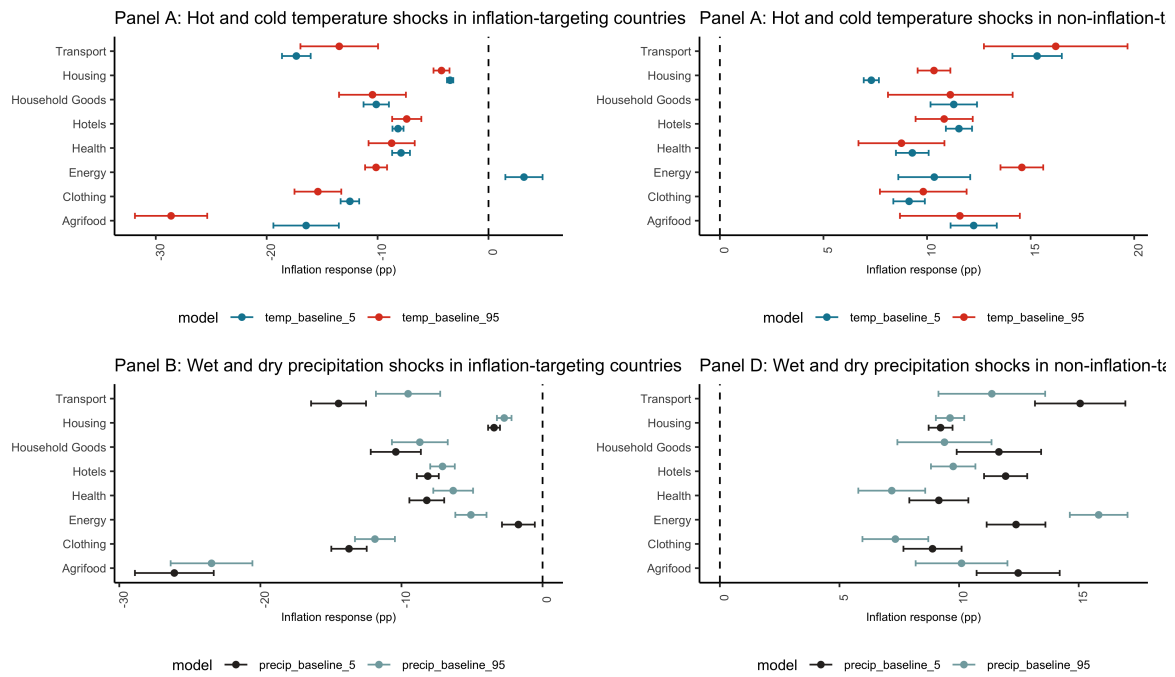 Panel A: Hot and cold temperature shocks in inflation-targeting countries
Transport
Housing
Household Goods
Hotels
Health
Energy
Clothing
Agrifood
-30
-20
-10
0
Inflation response (pp)
model temp_baseline_5 temp_baseline_95
Panel A: Hot and cold temperature shocks in non-inflation-t
Transport
Housing
Household Goods
Hotels
Health
Energy
Clothing
Agrifood
0
5
10
15
20
Inflation response (pp)
model temp_baseline_5 temp_baseline_95
Panel B: Wet and dry precipitation shocks in inflation-targeting countries
Transport
Housing
Household Goods
Hotels
Health
Energy
Clothing
Agrifood
-30
-20
-10
0
Inflation response (pp)
model precip_baseline_5 precip_baseline_95
Panel D: Wet and dry precipitation shocks in non-inflation-ta
Transport
Housing
Household Goods
Hotels
Health
Energy
Clothing
Agrifood
0
5
10
15
Inflation response (pp)
model precip_baseline_5 precip_baseline_95